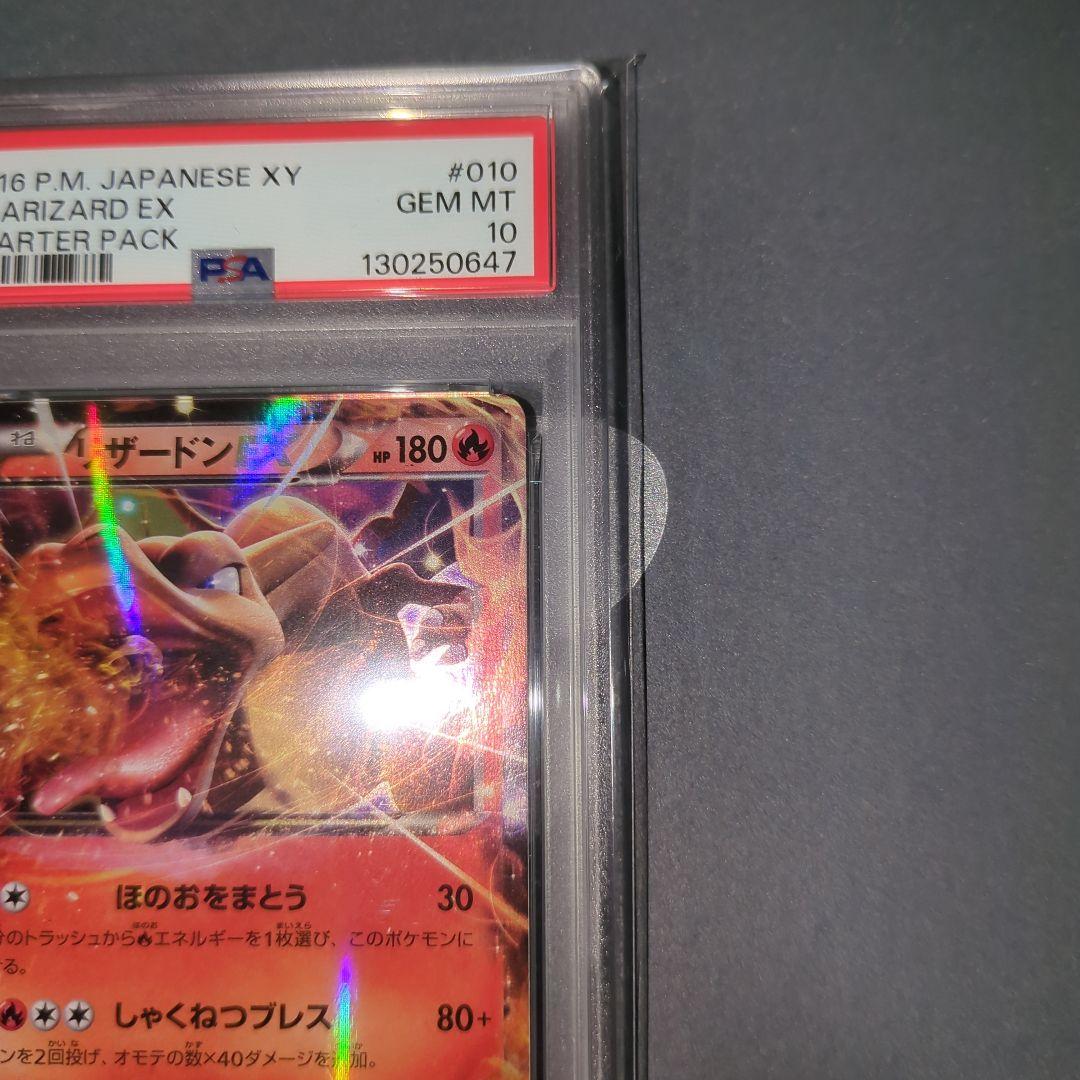 16 P.M. JAPANESE XY #010
ARIZARD EX GEM MT
ARTER PACK 10
PSA 130250647
ね リザードンEX HP 180
ほのおをまとう 30
分のトラッシュからエネルギーを1枚選び、このポケモンに
る。
しゃくねつブレス 80+
ンを2回投げ、オモテの数×40ダメージを追加。